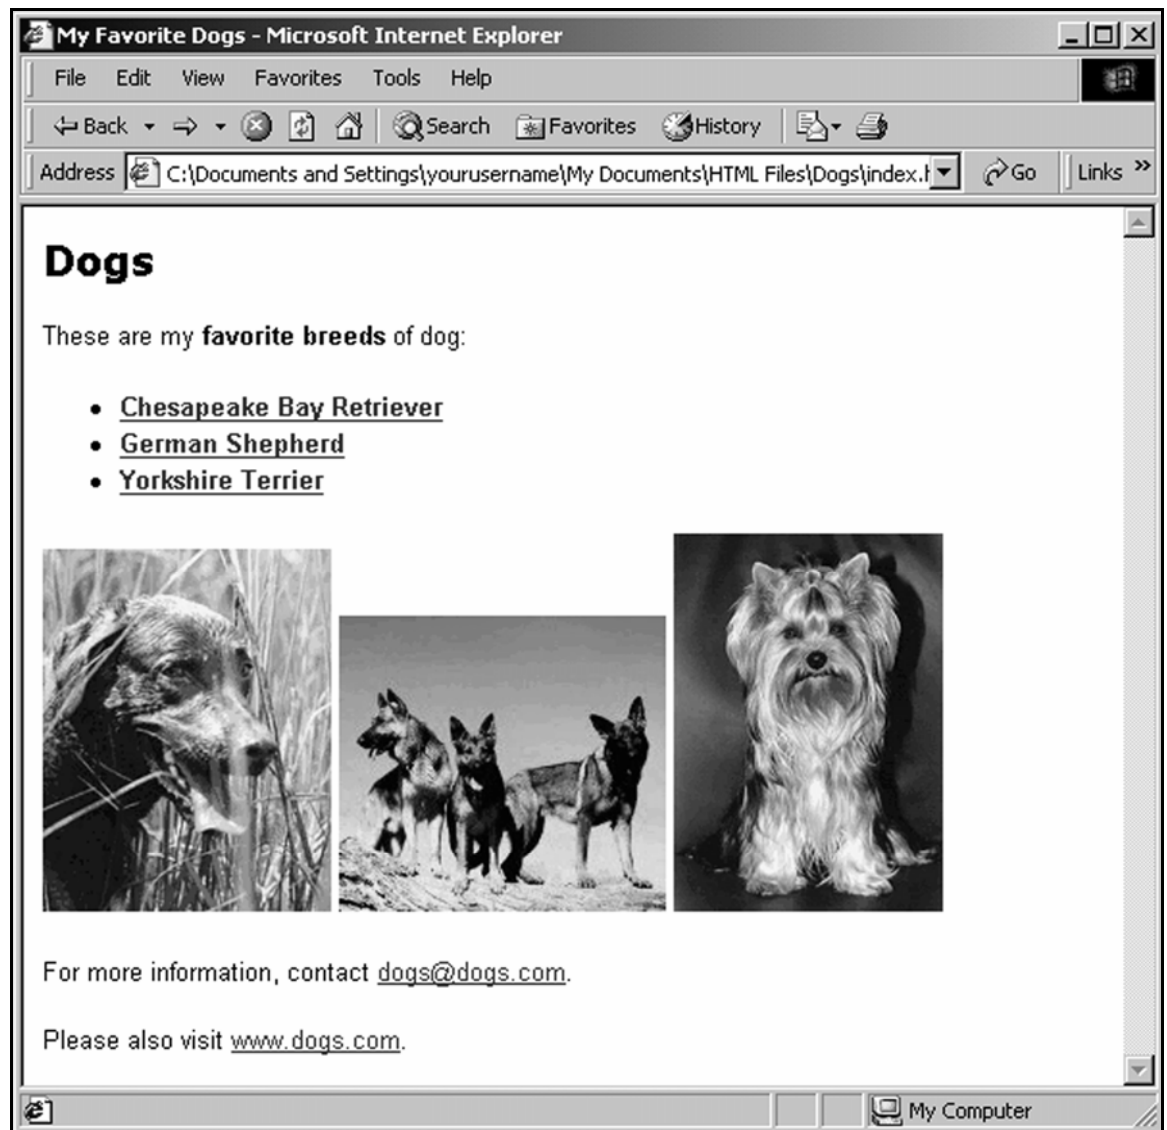 My Favorite Dogs - Microsoft Internet Explorer
File Edit View Favorites Tools Help
Back Search Favorites History
Address C:\Documents and Settings\yourusername\My Documents\HTML Files\Dogs\index. Go Links »
Dogs
These are my favorite breeds of dog:
• Chesapeake Bay Retriever
• German Shepherd
• Yorkshire Terrier
For more information, contact dogs@dogs.com.
Please also visit www.dogs.com.
My Computer